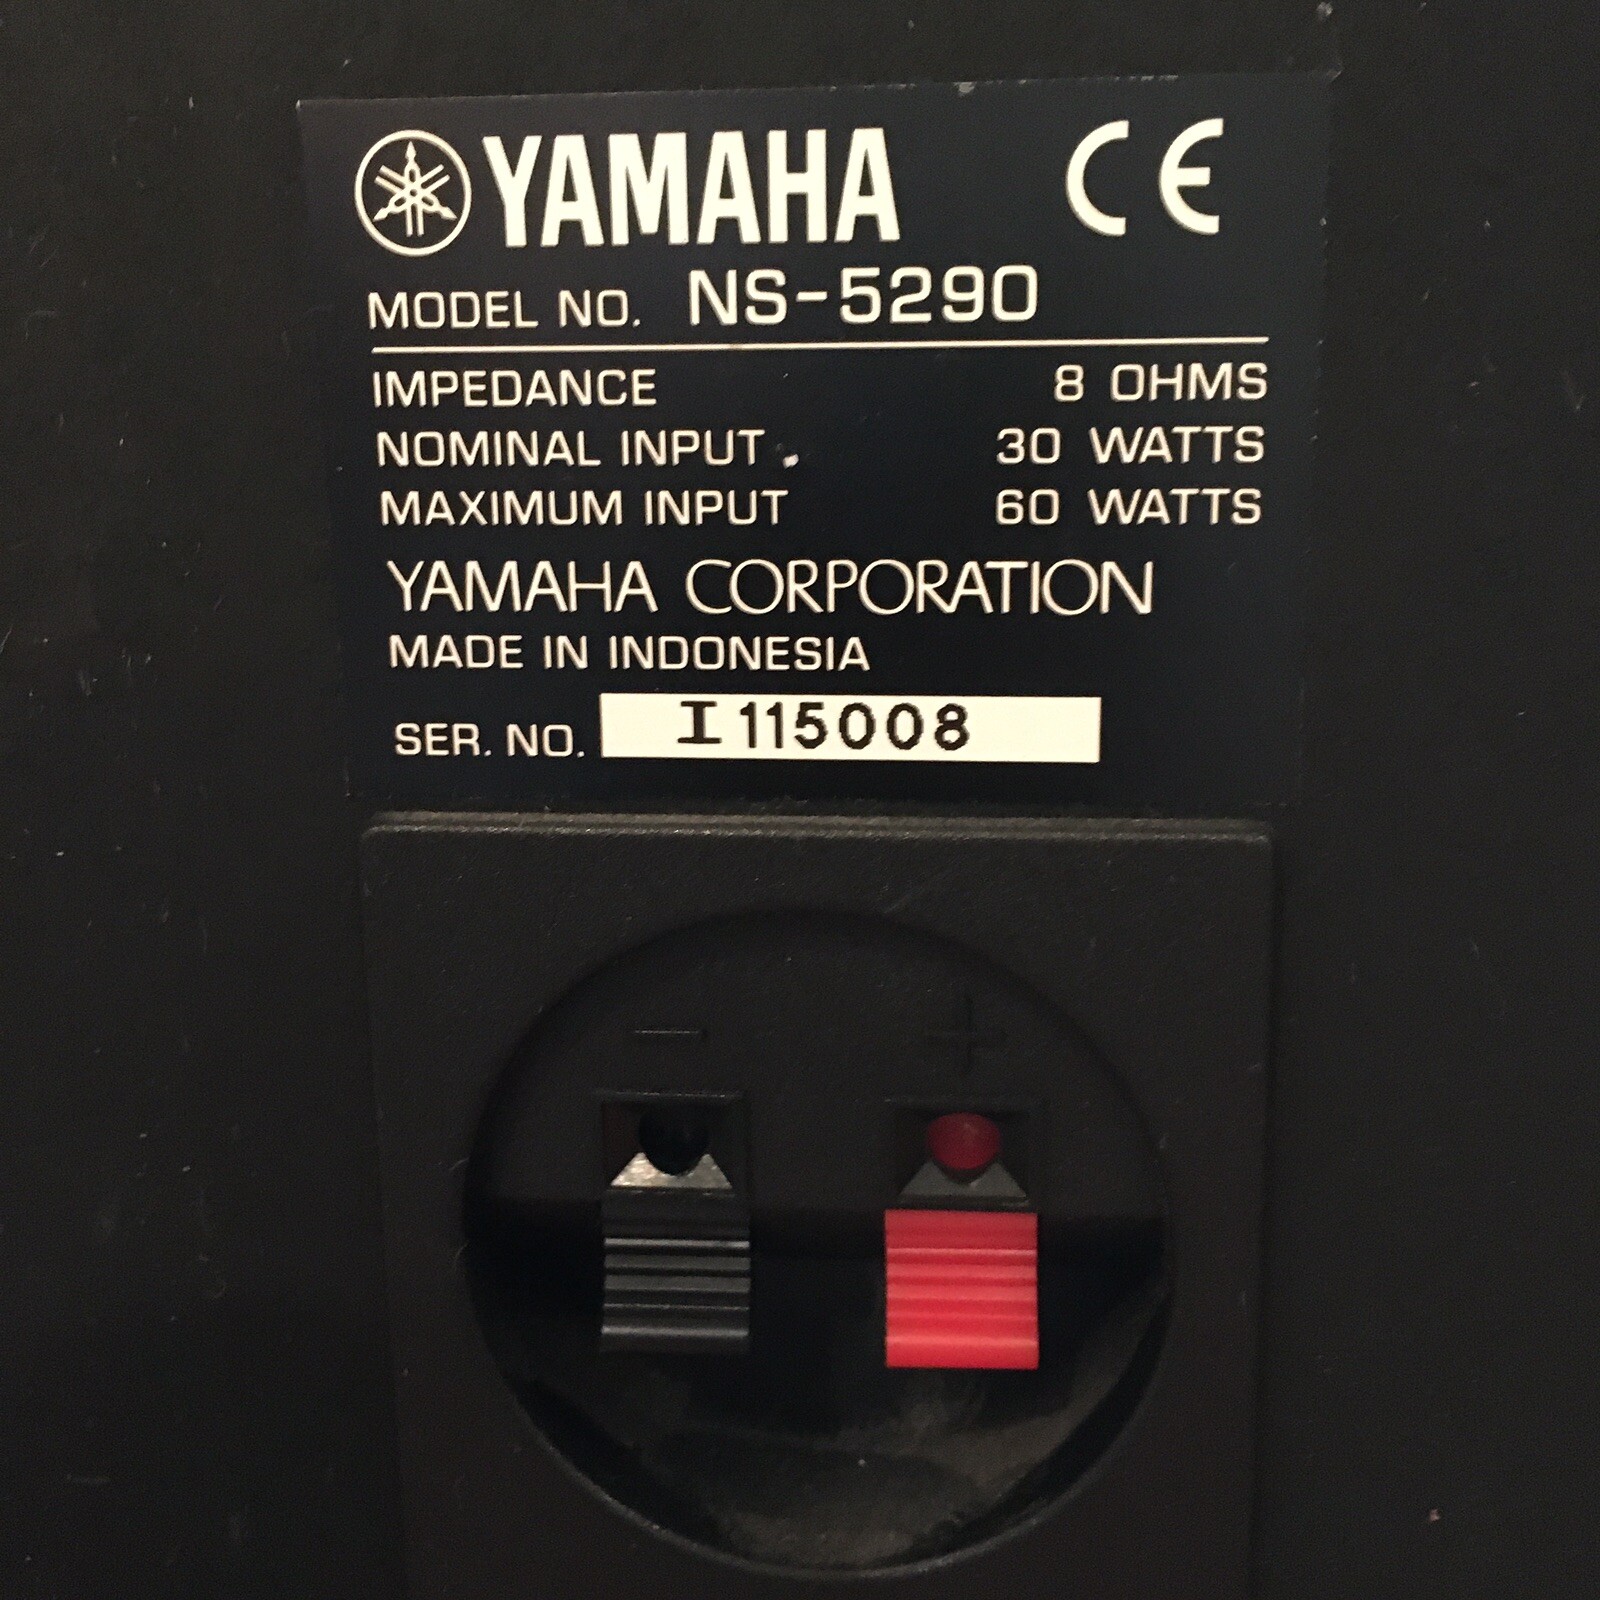 YAMAHA CE
MODEL NO. NS-5290
IMPEDANCE 8 OHMS
NOMINAL INPUT 30 WATTS
MAXIMUM INPUT 60 WATTS
YAMAHA CORPORATION
MADE IN INDONESIA
SER. NO. I115008
− +